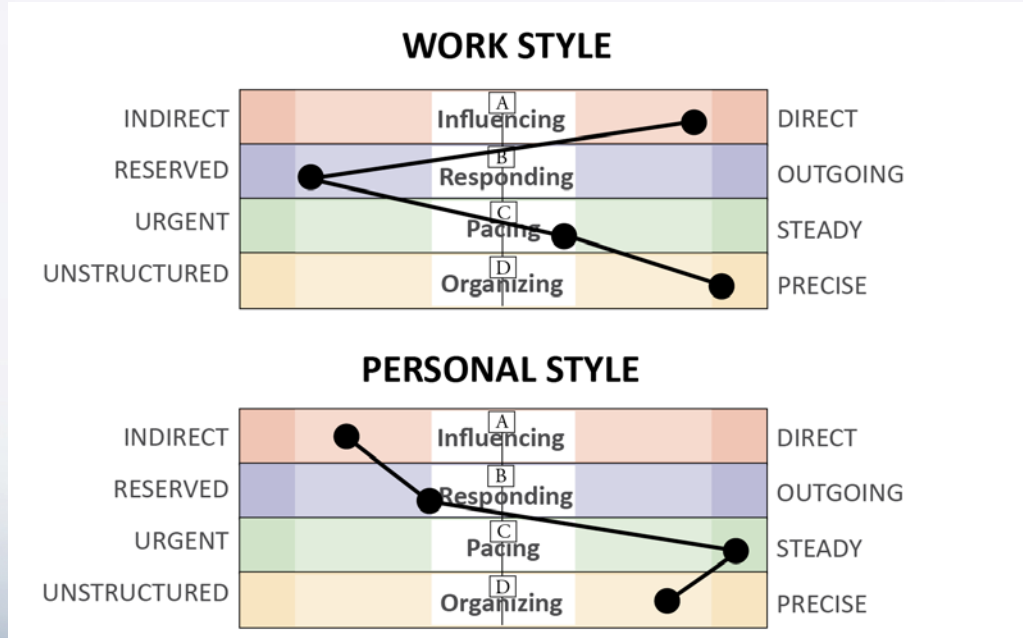 WORK STYLE
A
INDIRECT Influencing DIRECT
B
RESERVED Responding OUTGOING
C
URGENT Pacing STEADY
D
UNSTRUCTURED Organizing PRECISE
PERSONAL STYLE
A
INDIRECT Influencing DIRECT
B
RESERVED Responding OUTGOING
C
URGENT Pacing STEADY
D
UNSTRUCTURED Organizing PRECISE